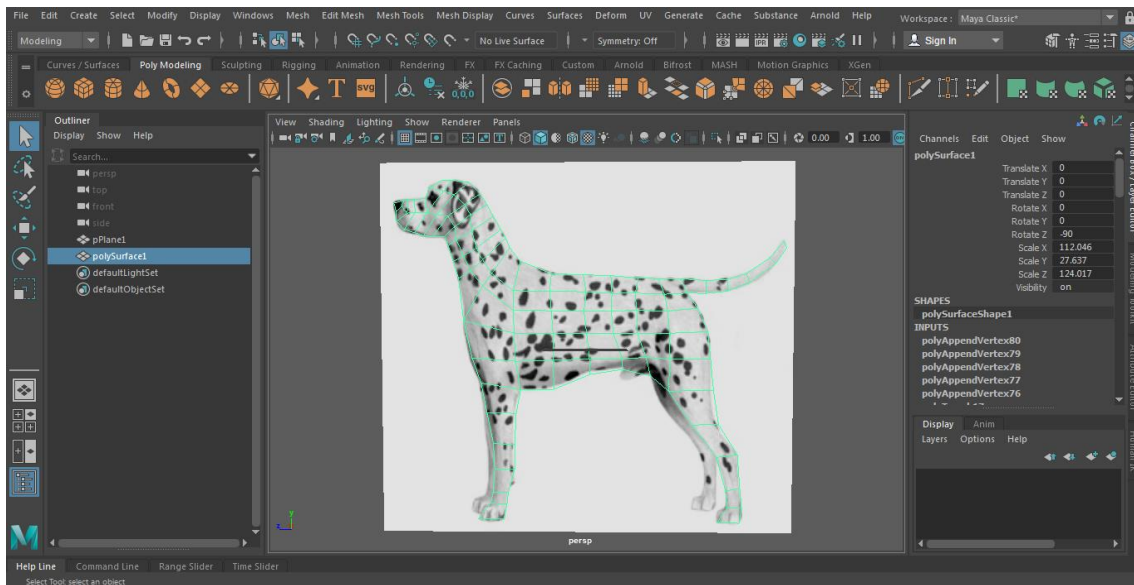 File Edit Create Select Modify Display Windows Mesh Edit Mesh Mesh Tools Mesh Display Curves Surfaces Deform UV Generate Cache Substance Arnold Help Workspace : Maya Classic*
Modeling No Live Surface Symmetry: Off IPR Sign In
Curves / Surfaces Poly Modeling Sculpting Rigging Animation Rendering FX FX Caching Custom Arnold Bifrost MASH Motion Graphics XGen
T SVG 0,0,0
Outliner
Display Show Help
Search...
persp
top
front
side
pPlane1
polySurface1
defaultLightSet
defaultObjectSet
View Shading Lighting Show Renderer Panels
0.00 1.00
y
z
persp
Channels Edit Object Show
polySurface1
Translate X 0
Translate Y 0
Translate Z 0
Rotate X 0
Rotate Y 0
Rotate Z -90
Scale X 112.046
Scale Y 27.637
Scale Z 124.017
Visibility on
SHAPES
polySurfaceShape1
INPUTS
polyAppendVertex80
polyAppendVertex79
polyAppendVertex78
polyAppendVertex77
polyAppendVertex76
Display Anim
Layers Options Help
M
Help Line Command Line Range Slider Time Slider
Select Tool: select an object